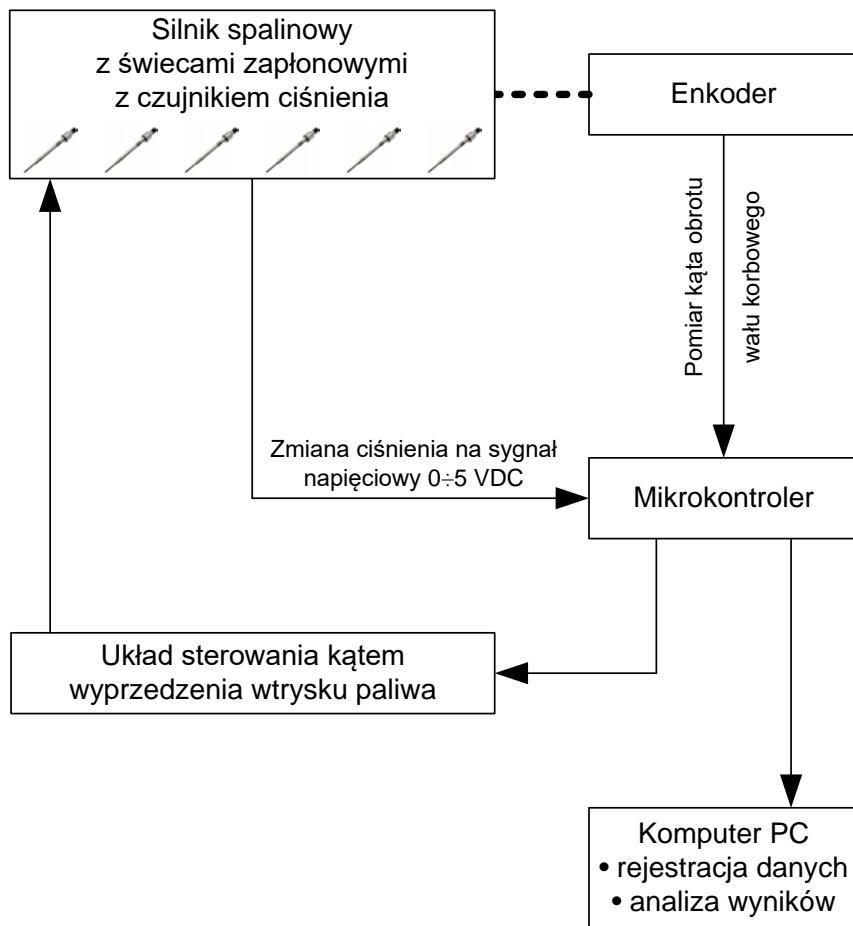 Silnik spalinowy
z świecami zapłonowymi
z czujnikiem ciśnienia
Enkoder
Pomiar kąta obrotu
wału korbowego
Zmiana ciśnienia na sygnał
napięciowy 0÷5 VDC
Mikrokontroler
Układ sterowania kątem
wyprzedzenia wtrysku paliwa
Komputer PC
• rejestracja danych
• analiza wyników